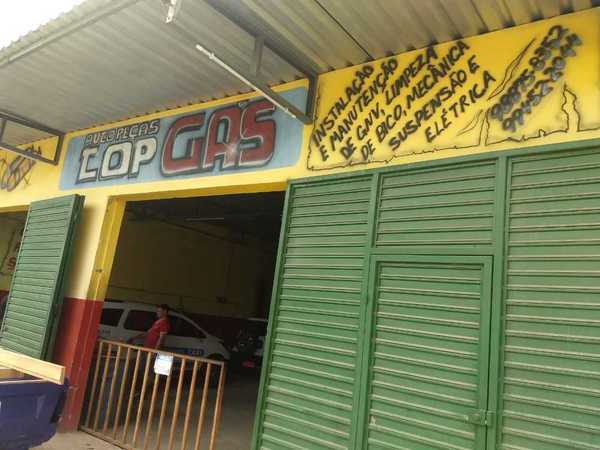 AUTO PEÇAS
COP GAS
INSTALAÇÃO
E MANUTENÇÃO
DE GNV, LIMPEZA
DE BICO, MECÂNICA
SUSPENSÃO E
ELÉTRICA